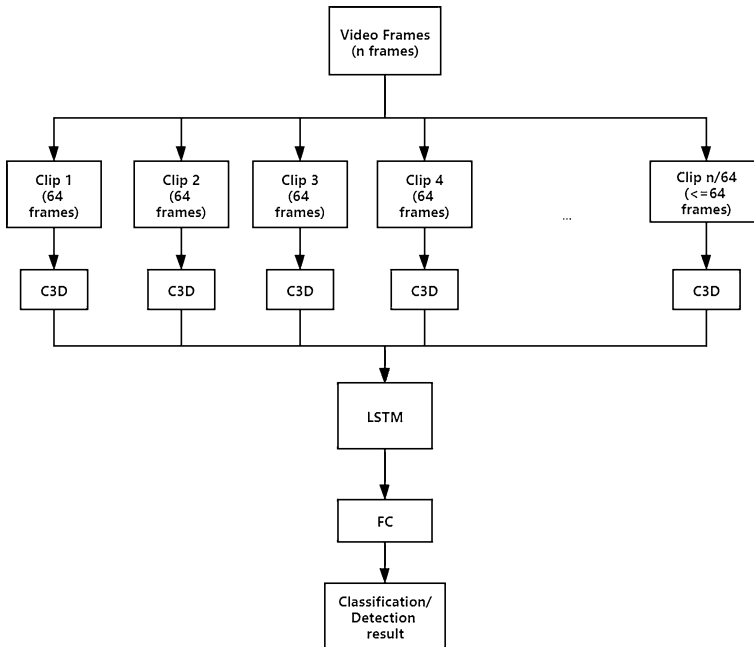 Video Frames
(n frames)
Clip 1
(64
frames)
Clip 2
(64
frames)
Clip 3
(64
frames)
Clip 4
(64
frames)
...
Clip n/64
(<=64
frames)
C3D
C3D
C3D
C3D
C3D
LSTM
FC
Classification/
Detection
result